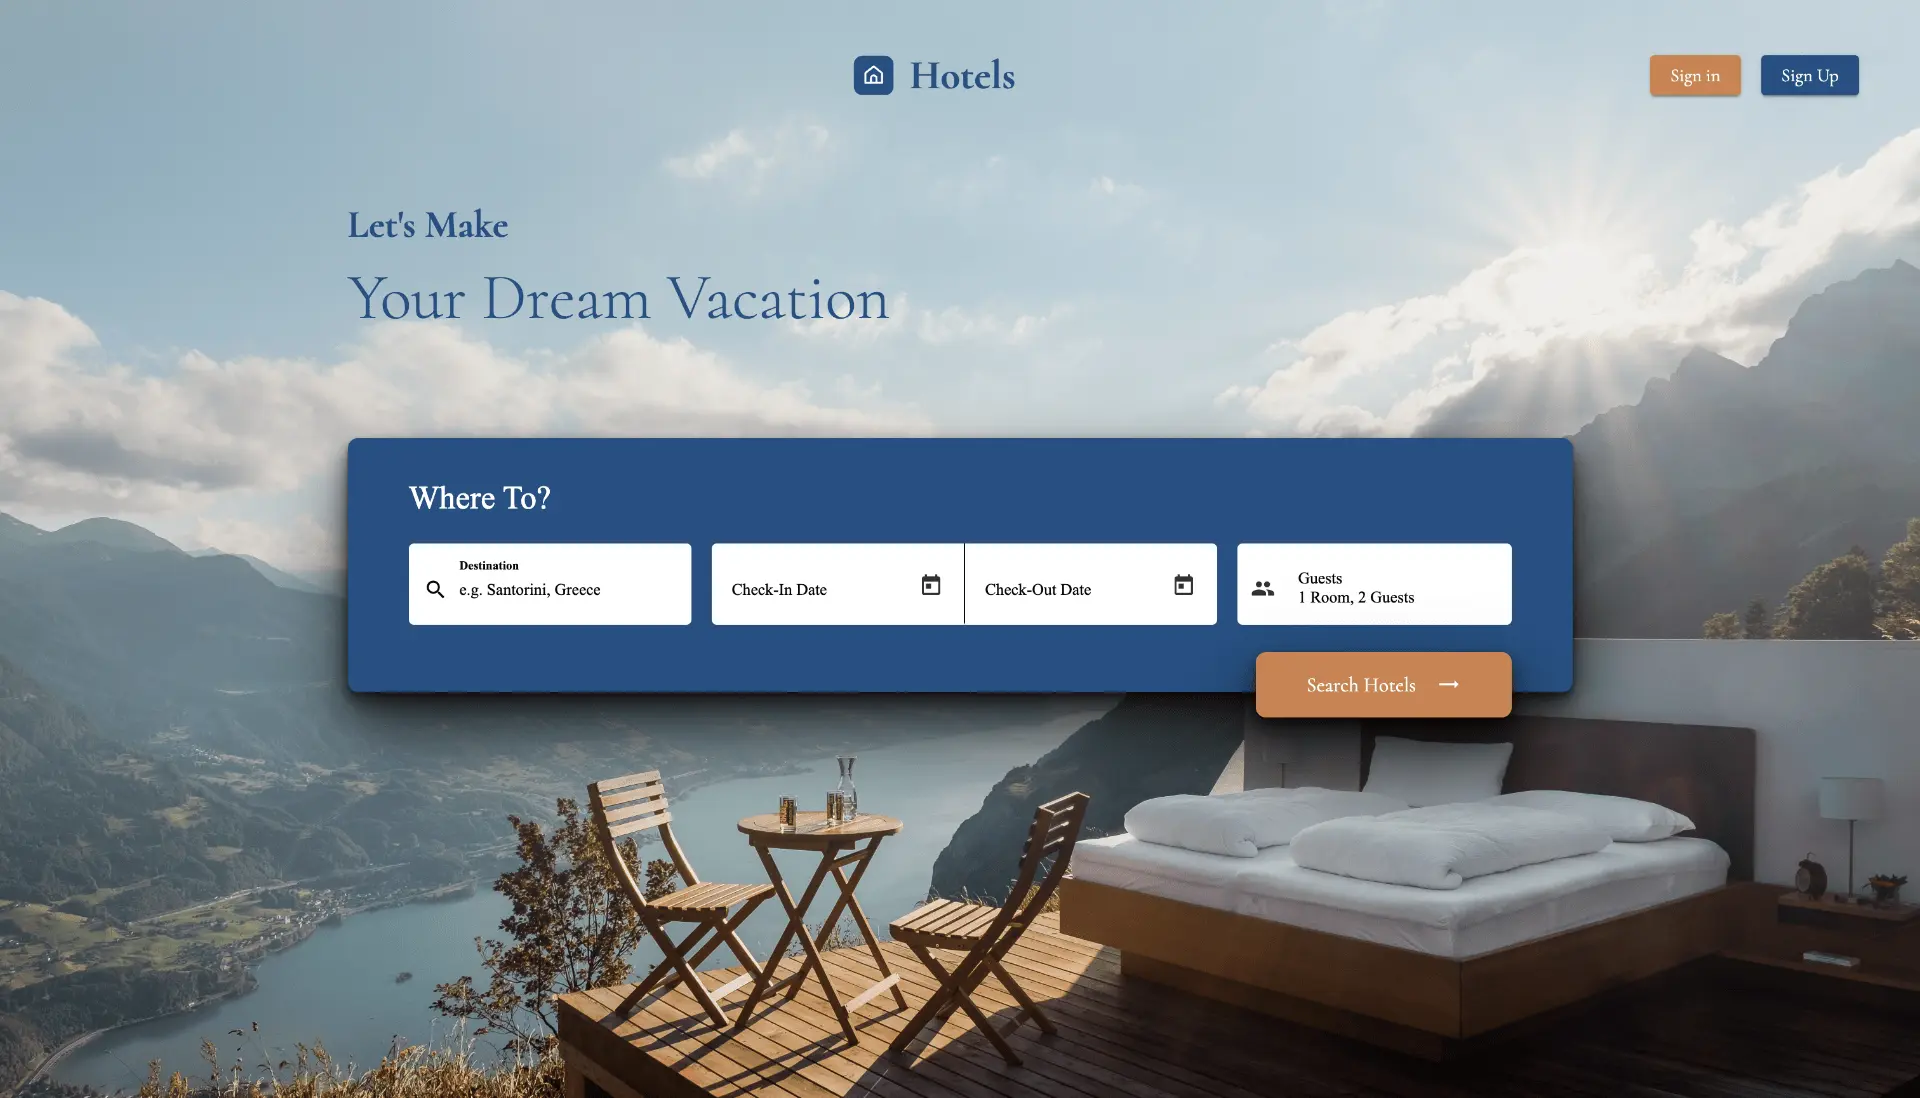 Hotels
Sign in
Sign Up
Let's Make
Your Dream Vacation
Where To?
Destination
e.g. Santorini, Greece
Check-In Date
Check-Out Date
Guests
1 Room, 2 Guests
Search Hotels